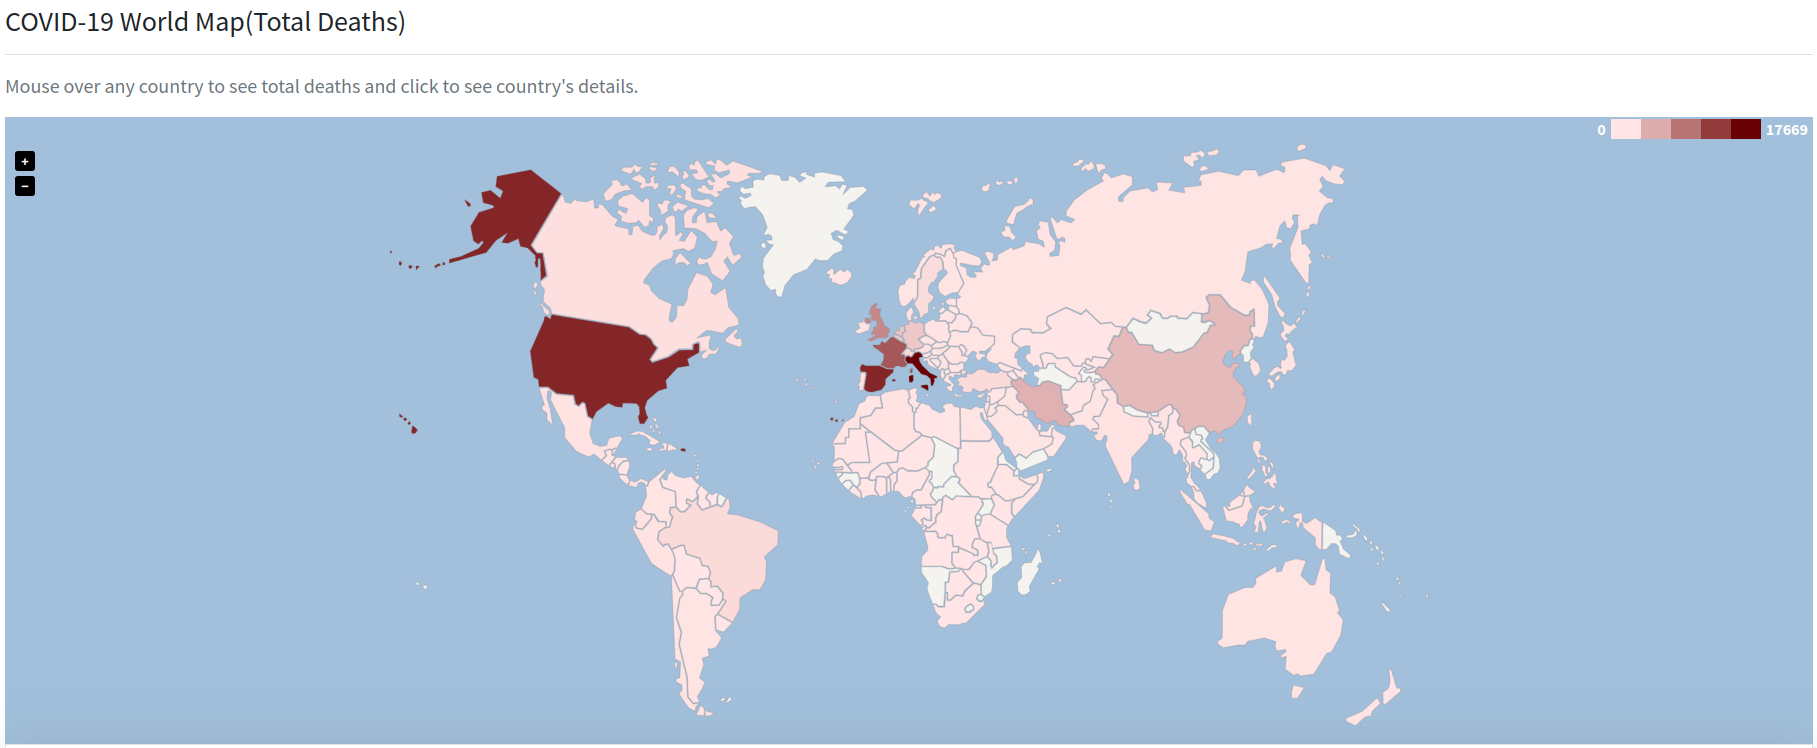 COVID-19 World Map(Total Deaths)
Mouse over any country to see total deaths and click to see country's details.
0 17669
+
−